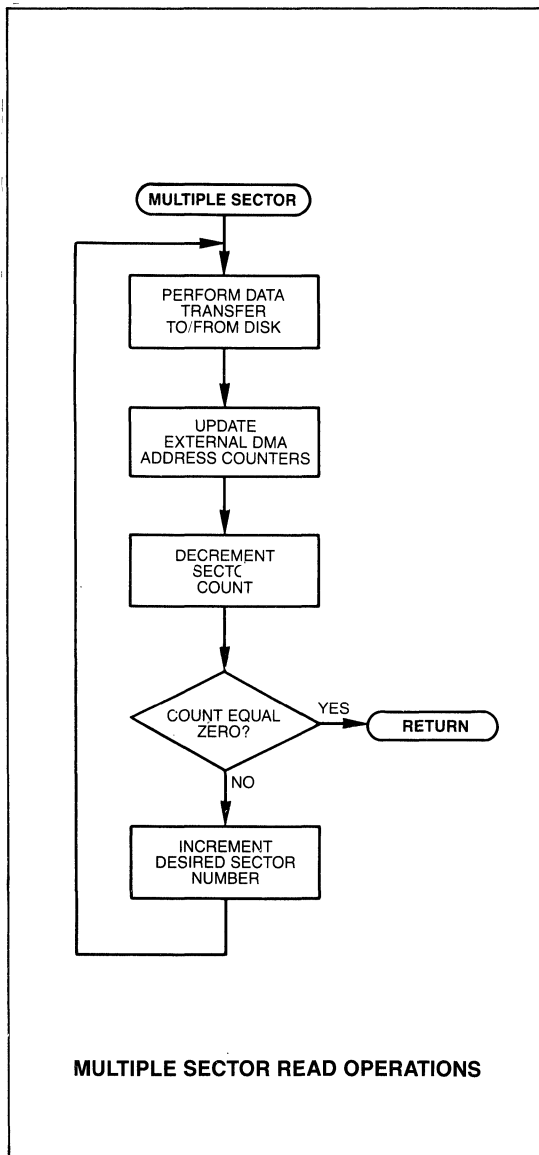 MULTIPLE SECTOR
PERFORM DATA
TRANSFER
TO/FROM DISK
UPDATE
EXTERNAL DMA
ADDRESS COUNTERS
DECREMENT
SECTC
COUNT
COUNT EQUAL
ZERO?
YES
RETURN
NO
INCREMENT
DESIRED SECTOR
NUMBER
MULTIPLE SECTOR READ OPERATIONS